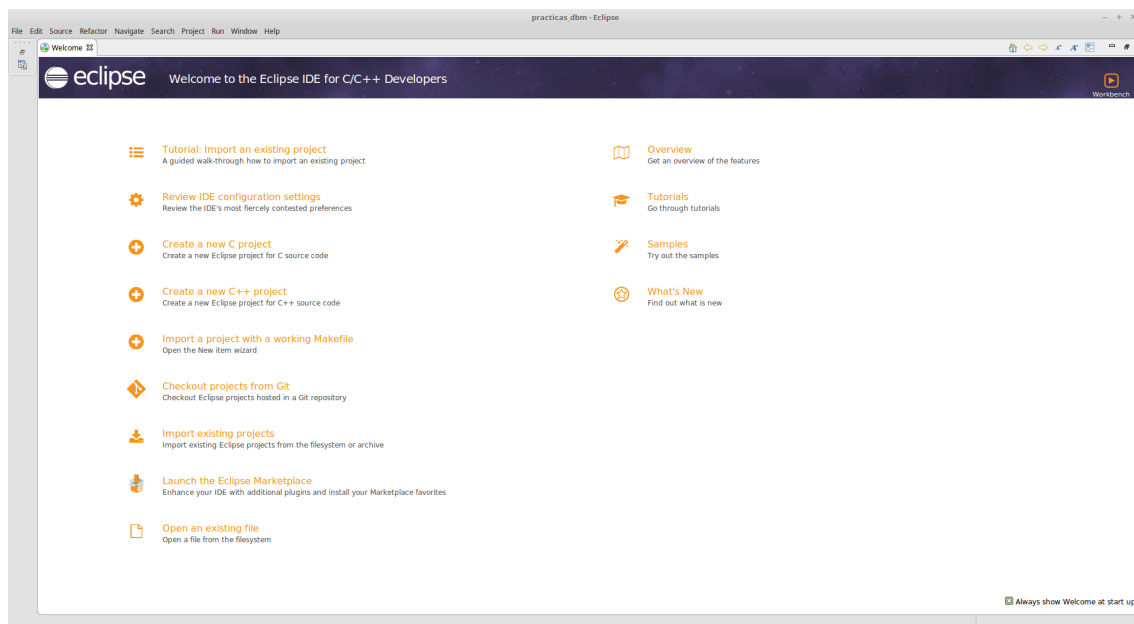 practicas_dbm - Eclipse
File Edit Source Refactor Navigate Search Project Run Window Help
Welcome
eclipse Welcome to the Eclipse IDE for C/C++ Developers
Workbench
Tutorial: Import an existing project
A guided walk-through how to import an existing project
Review IDE configuration settings
Review the IDE's most fiercely contested preferences
Create a new C project
Create a new Eclipse project for C source code
Create a new C++ project
Create a new Eclipse project for C++ source code
Import a project with a working Makefile
Open the New item wizard
Checkout projects from Git
Checkout Eclipse projects hosted in a Git repository
Import existing projects
Import existing Eclipse projects from the filesystem or archive
Launch the Eclipse Marketplace
Enhance your IDE with additional plugins and install your Marketplace favorites
Open an existing file
Open a file from the filesystem
Overview
Get an overview of the features
Tutorials
Go through tutorials
Samples
Try out the samples
What's New
Find out what is new
Always show Welcome at start up